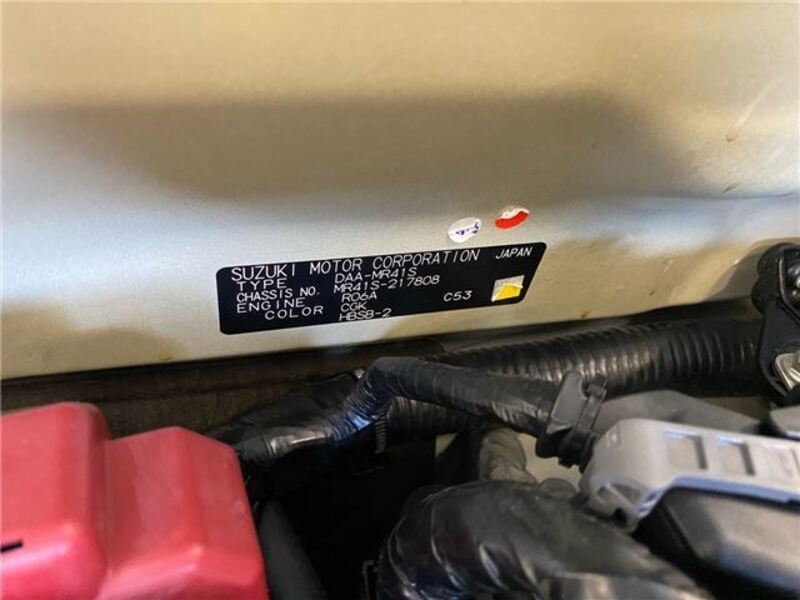 SUZUKI MOTOR CORPORATION JAPAN
TYPE DAA-MR41S
CHASSIS NO. MR41S-217808
ENGINE R06A C53
COLOR CGK
HBSB-2